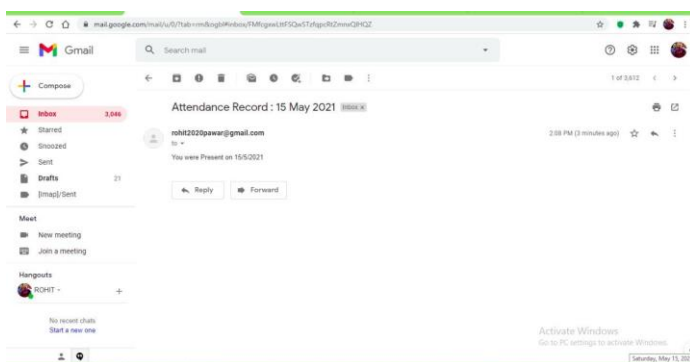 mail.google.com/mail/u/0/?tab=rm&ogbl#inbox/
Gmail
Search mail
Compose
1 of 3,612
Attendance Record : 15 May 2021 Inbox x
Inbox 3,046
Starred
Snoozed
Sent
Drafts 21
[Imap]/Sent
rohit2020pawar@gmail.com
2:58 PM (3 minutes ago)
to
You were Present on 15/5/2021
Reply
Forward
Meet
New meeting
Join a meeting
Hangouts
ROHIT
No recent chats
Start a new one
Activate Windows
Go to PC settings to activate Windows.
Saturday, May 15, 202